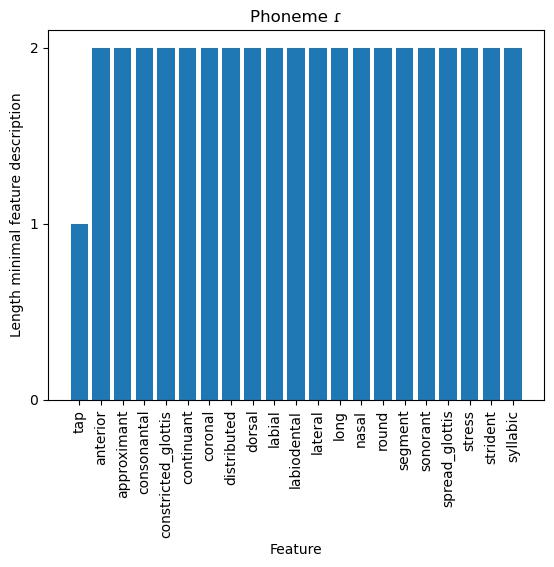 Phoneme ɾ
Length minimal feature description
2
1
0
tap
anterior
approximant
consonantal
constricted_glottis
continuant
coronal
distributed
dorsal
labial
labiodental
lateral
long
nasal
round
segment
sonorant
spread_glottis
stress
strident
syllabic
Feature